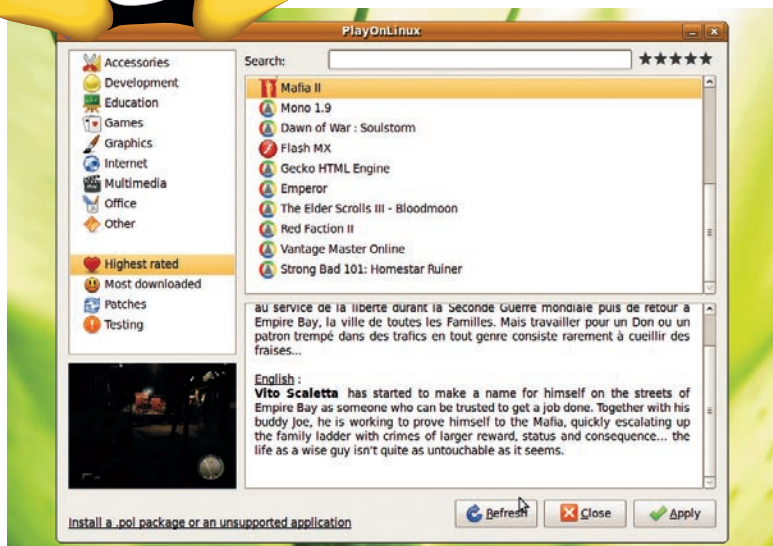 PlayOnLinux
Accessories
Development
Education
Games
Graphics
Internet
Multimedia
Office
Other
Highest rated
Most downloaded
Patches
Testing
Search:
Mafia II
Mono 1.9
Dawn of War : Soulstorm
Flash MX
Gecko HTML Engine
Emperor
The Elder Scrolls III - Bloodmoon
Red Faction II
Vantage Master Online
Strong Bad 101: Homestar Ruiner
au service de la liberté durant la Seconde Guerre mondiale puis de retour à
Empire Bay, la ville de toutes les Familles. Mais travailler pour un Don ou un
patron trempé dans des trafics en tout genre consiste rarement à cueillir des
fraises...
English :
Vito Scaletta has started to make a name for himself on the streets of
Empire Bay as someone who can be trusted to get a job done. Together with his
buddy Joe, he is working to prove himself to the Mafia, quickly escalating up
the family ladder with crimes of larger reward, status and consequence... the
life as a wise guy isn't quite as untouchable as it seems.
Install a .pol package or an unsupported application
Refresh
Close
Apply